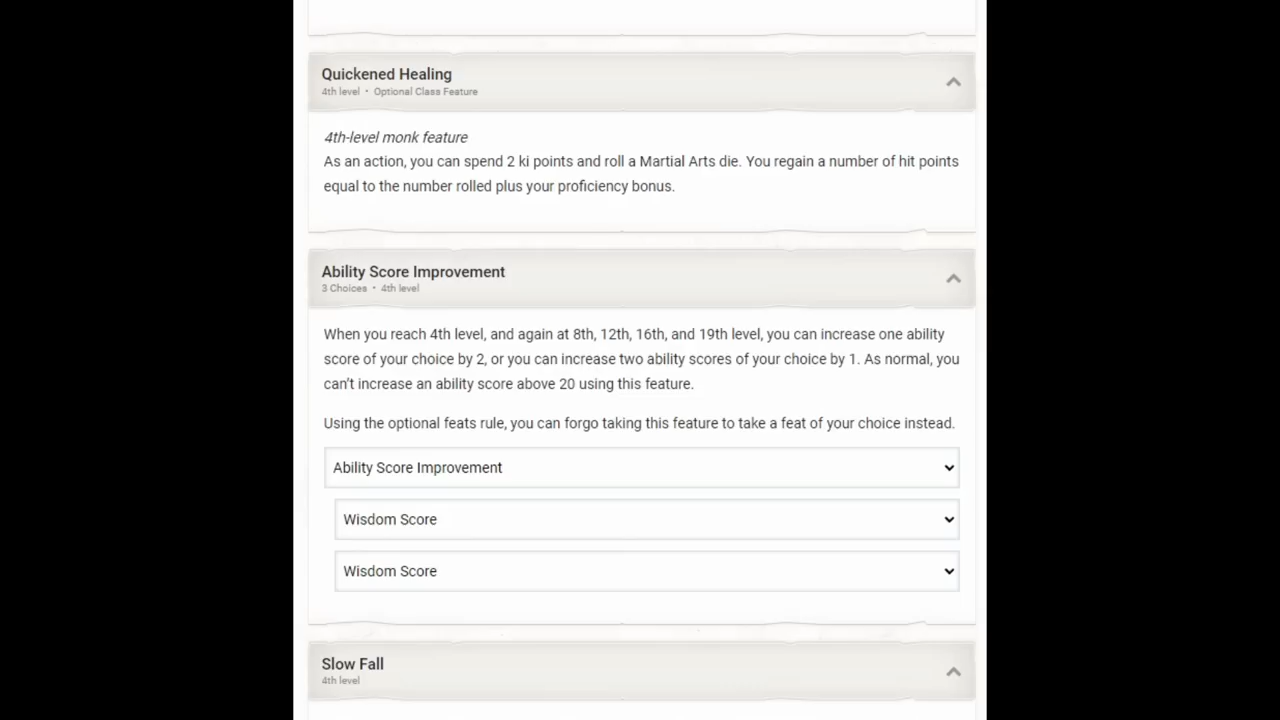 Quickened Healing
4th level • Optional Class Feature
4th-level monk feature
As an action, you can spend 2 ki points and roll a Martial Arts die. You regain a number of hit points
equal to the number rolled plus your proficiency bonus.
Ability Score Improvement
3 Choices • 4th level
When you reach 4th level, and again at 8th, 12th, 16th, and 19th level, you can increase one ability
score of your choice by 2, or you can increase two ability scores of your choice by 1. As normal, you
can't increase an ability score above 20 using this feature.
Using the optional feats rule, you can forgo taking this feature to take a feat of your choice instead.
Ability Score Improvement
Wisdom Score
Wisdom Score
Slow Fall
4th level